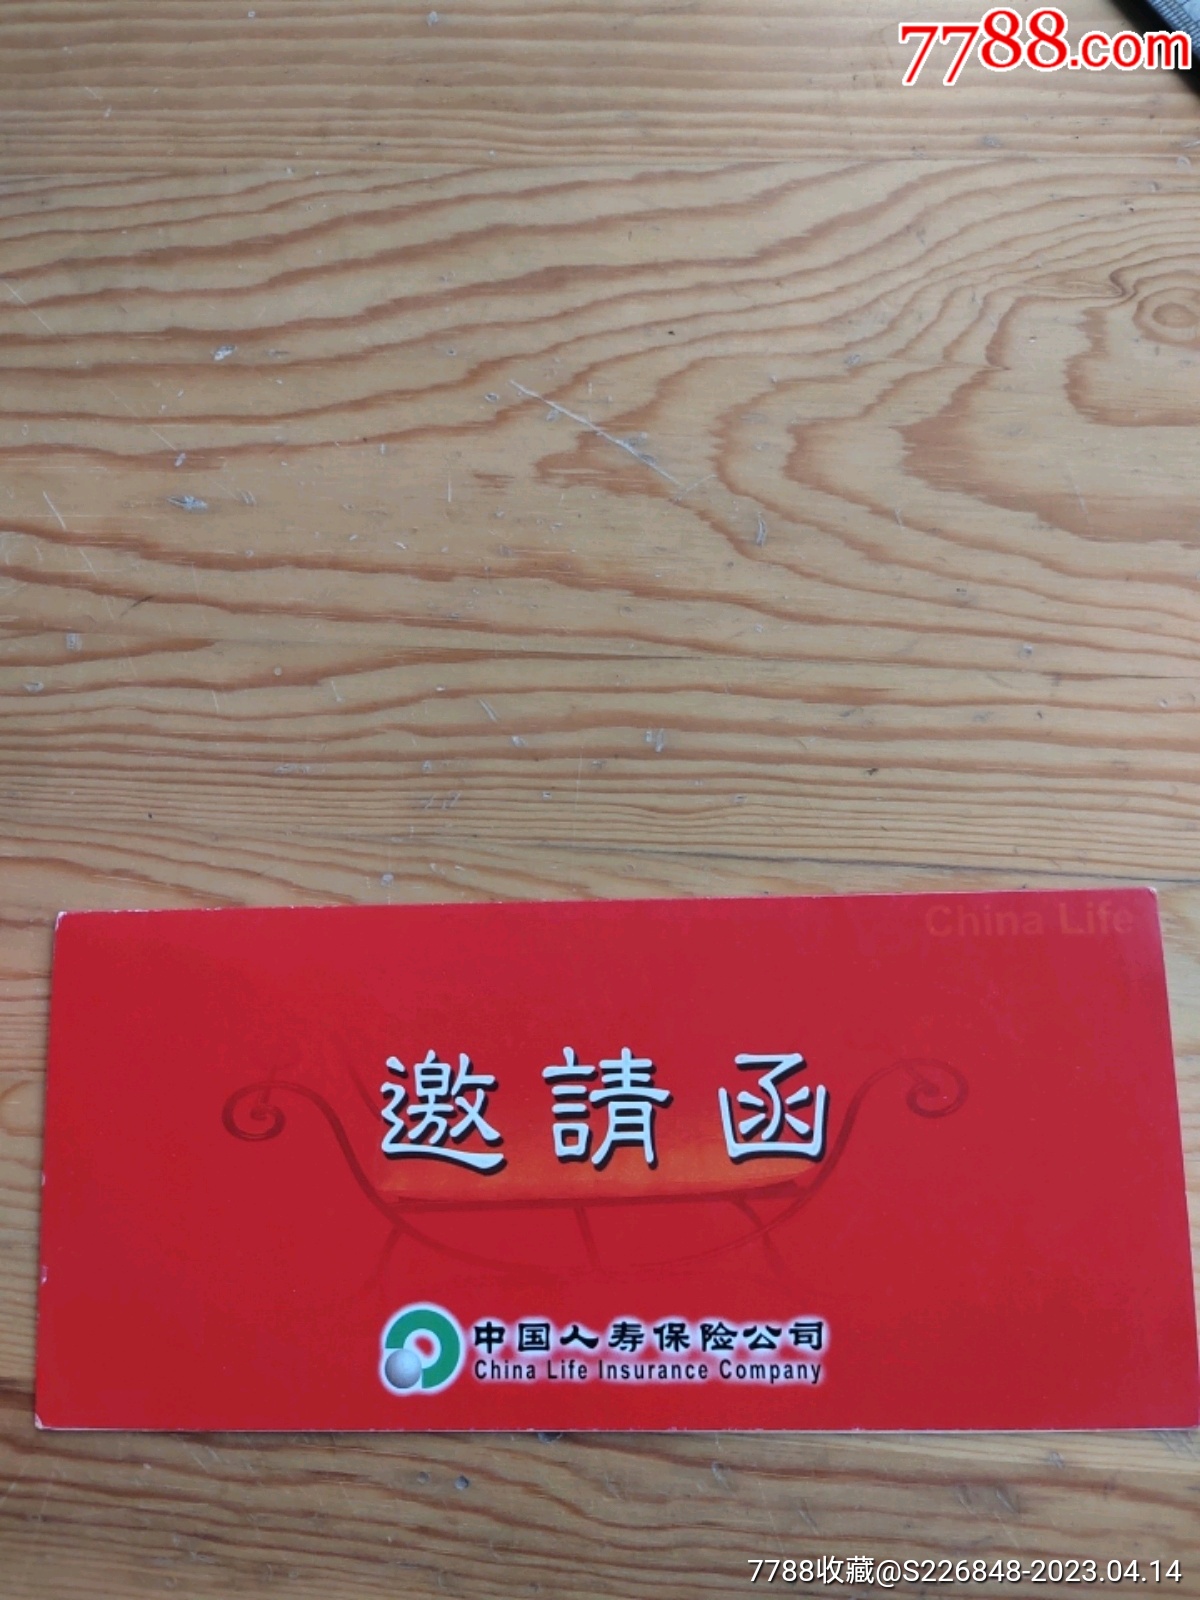 7788.com
China Life
邀請函
中国人寿保险公司
China Life Insurance Company
7788收藏@S226848-2023.04.14